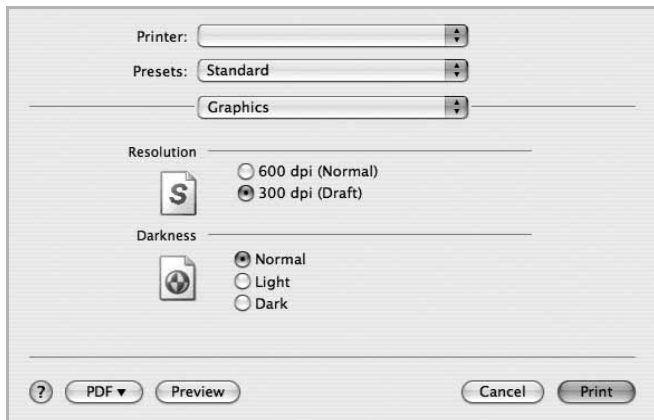 Printer:
Presets: Standard
Graphics
Resolution
600 dpi (Normal)
S
300 dpi (Draft)
Darkness
Normal
Light
Dark
? PDF▼ Preview Cancel Print